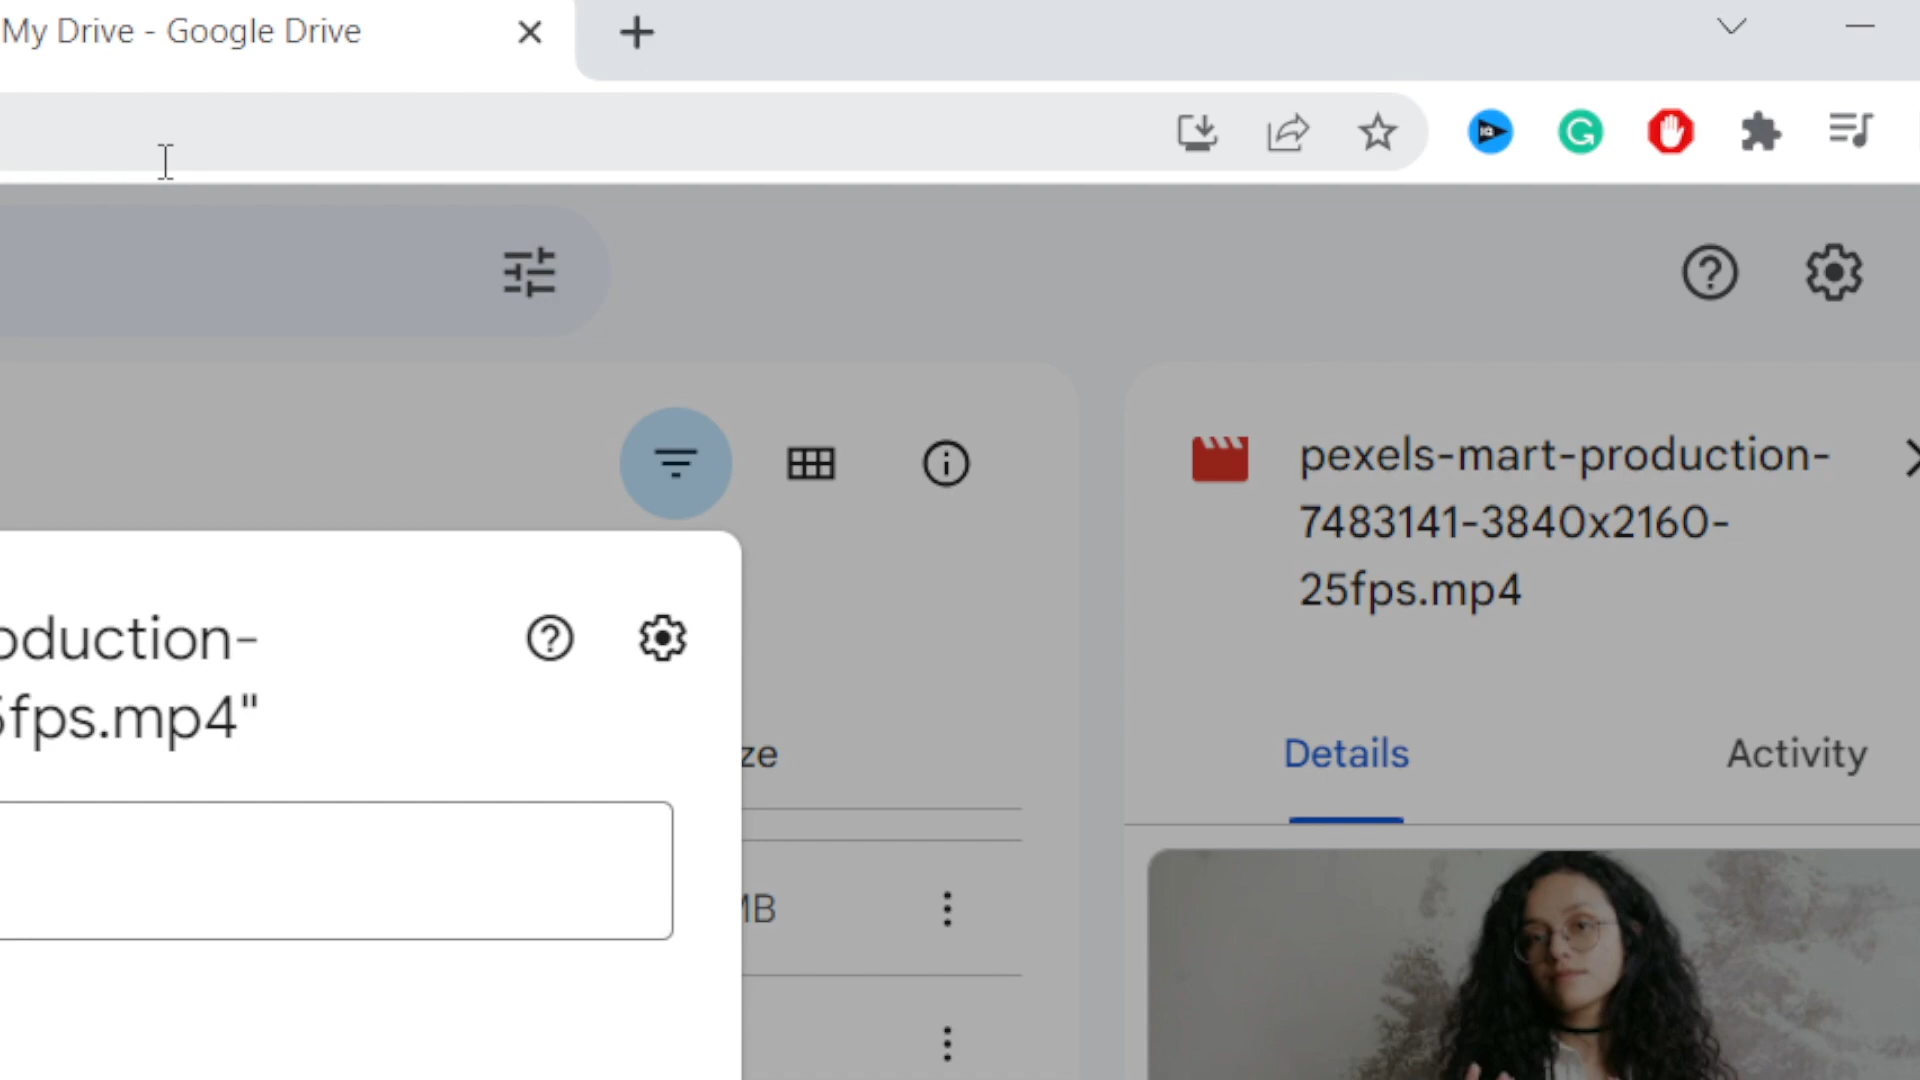 My Drive - Google Drive
pexels-mart-production-
7483141-3840x2160-
25fps.mp4
oduction-
fps.mp4"
ze
Details
Activity
MB